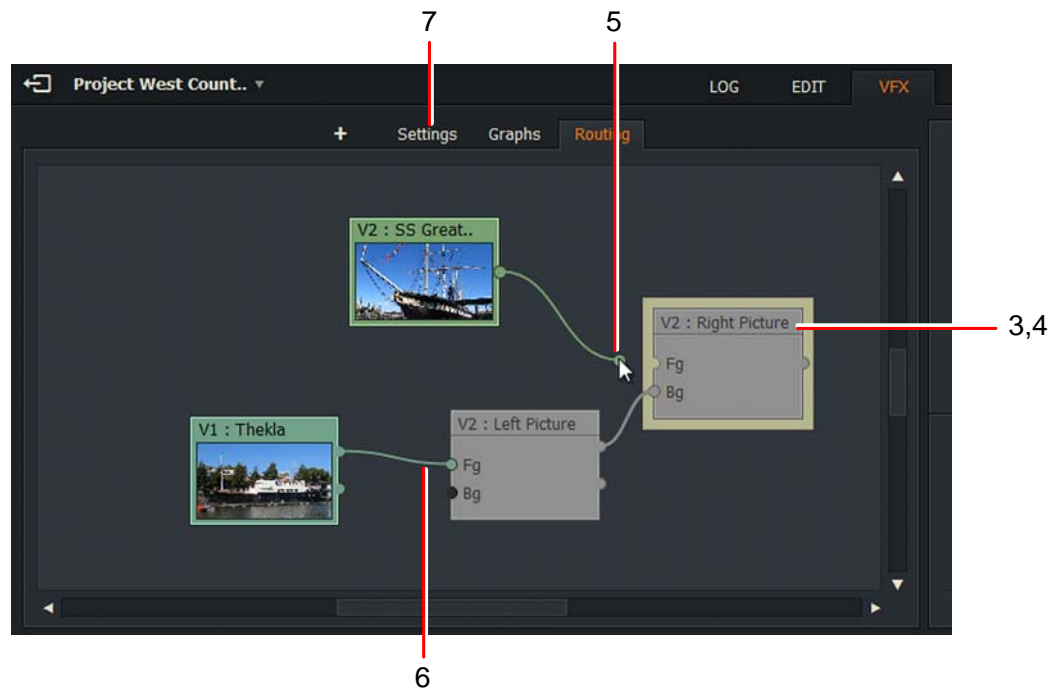 7 5
Project West Count.. LOG EDIT VFX
+ Settings Graphs Routing
V2 : SS Great..
V2 : Right Picture
3,4
Fg
Bg
V1 : Thekla
V2 : Left Picture
Fg
Bg
6